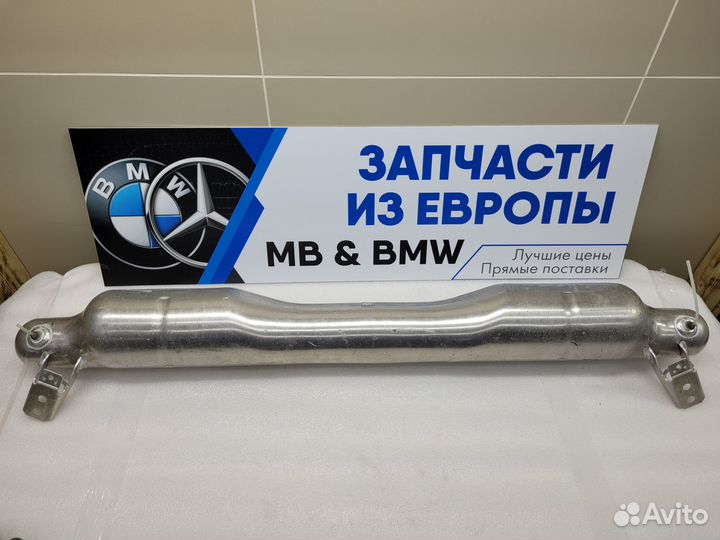 BMW
ЗАПЧАСТИ
ИЗ ЕВРОПЫ
MB & BMW
Лучшие цены
Прямые поставки
Avito